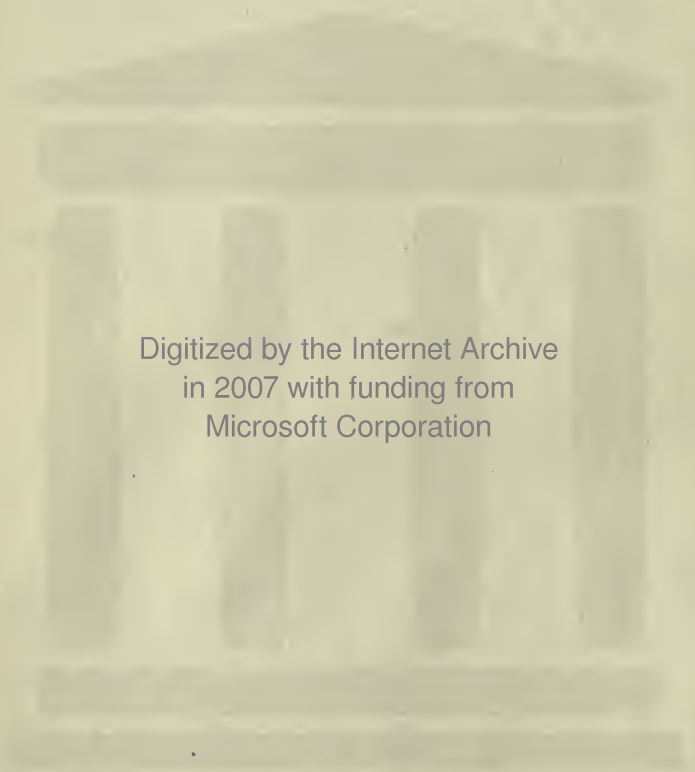 Digitized by the Internet Archive
in 2007 with funding from
Microsoft Corporation